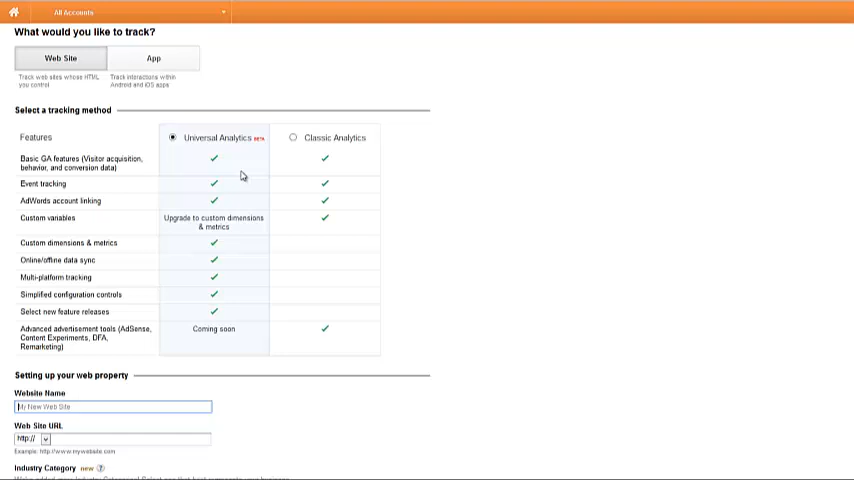 All Accounts
What would you like to track?
Web Site
App
Track web sites whose HTML
you control
Track interactions within
Android and iOS apps
Select a tracking method
Features
Universal Analytics BETA
Classic Analytics
Basic GA features (Visitor acquisition,
behavior, and conversion data)
Event tracking
AdWords account linking
Custom variables
Upgrade to custom dimensions
& metrics
Custom dimensions & metrics
Online/offline data sync
Multi-platform tracking
Simplified configuration controls
Select new feature releases
Advanced advertisement tools (AdSense,
Content Experiments, DFA,
Remarketing)
Coming soon
Setting up your web property
Website Name
My New Web Site
Web Site URL
http://
Example: http://www.mywebsite.com
Industry Category new ?